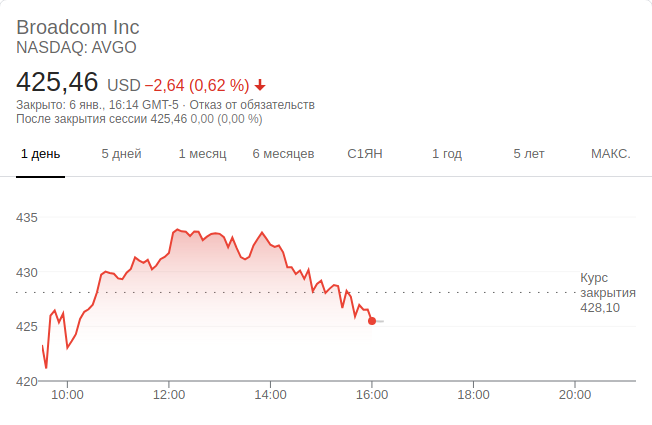 Broadcom Inc
NASDAQ: AVGO
425,46 USD −2,64 (0,62 %)
Закрыто: 6 янв., 16:14 GMT-5 · Отказ от обязательств
После закрытия сессии 425,46 0,00 (0,00 %)
1 день 5 дней 1 месяц 6 месяцев С1ЯН 1 год 5 лет МАКС.
435
430
Курс
закрытия
428,10
425
420
10:00 12:00 14:00 16:00 18:00 20:00